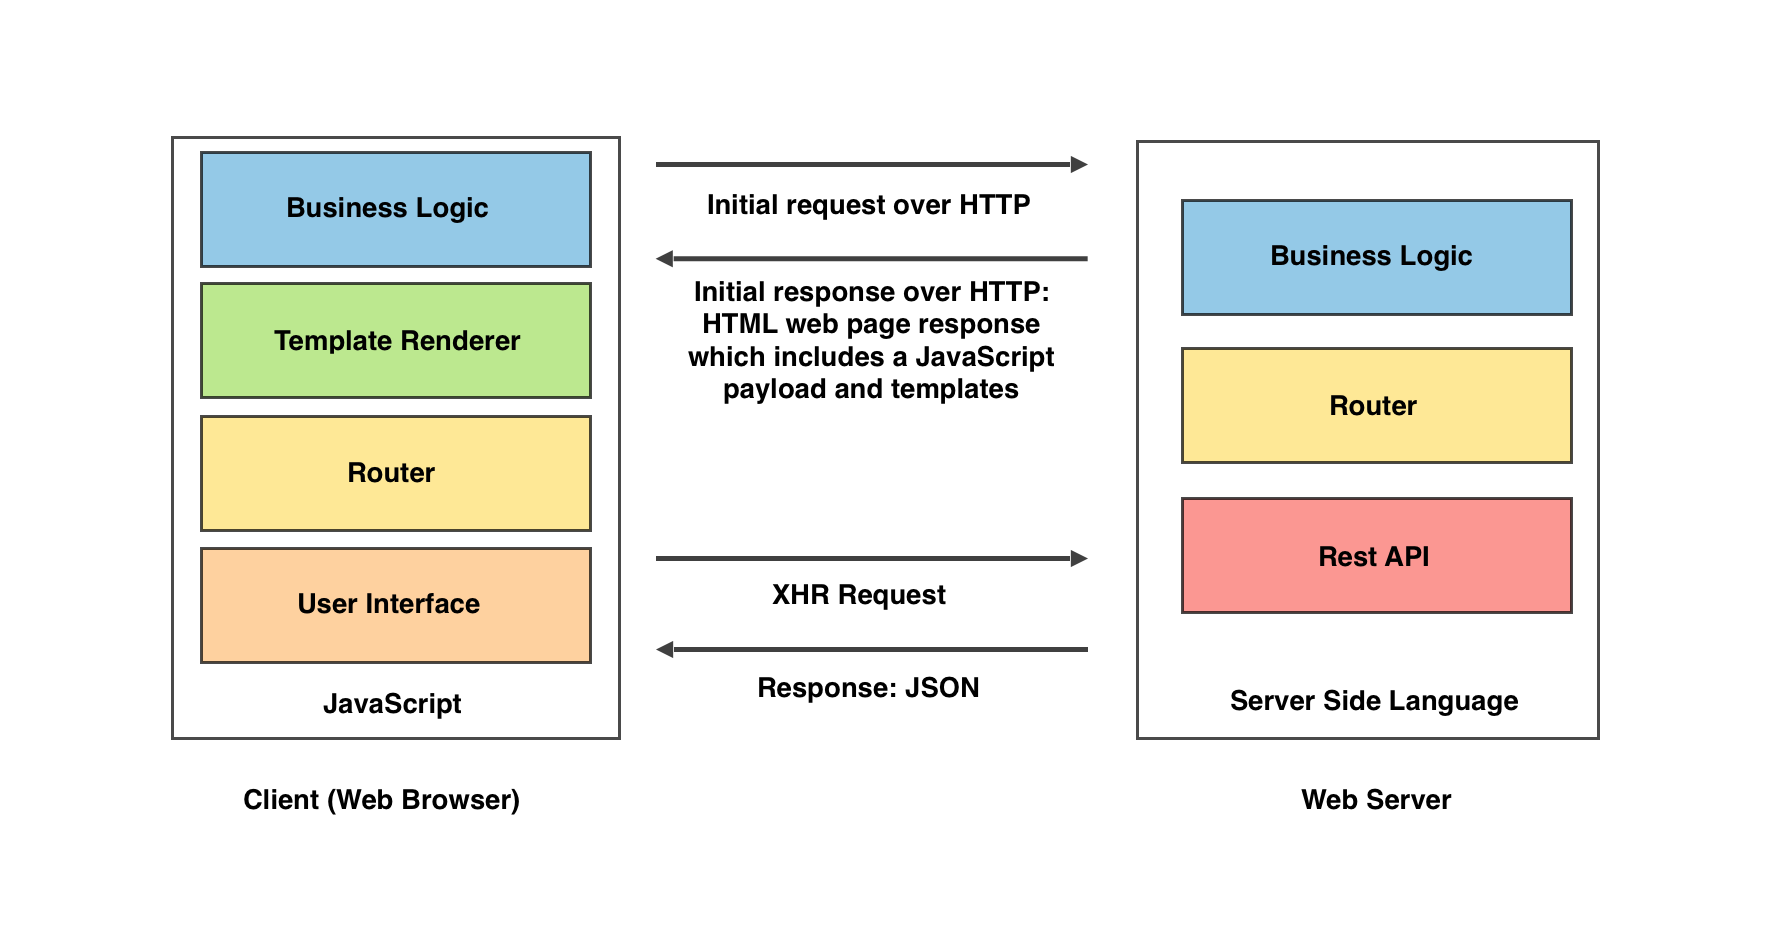 Business Logic
Template Renderer
Router
User Interface
JavaScript
Client (Web Browser)
Initial request over HTTP
Initial response over HTTP:
HTML web page response
which includes a JavaScript
payload and templates
XHR Request
Response: JSON
Business Logic
Router
Rest API
Server Side Language
Web Server